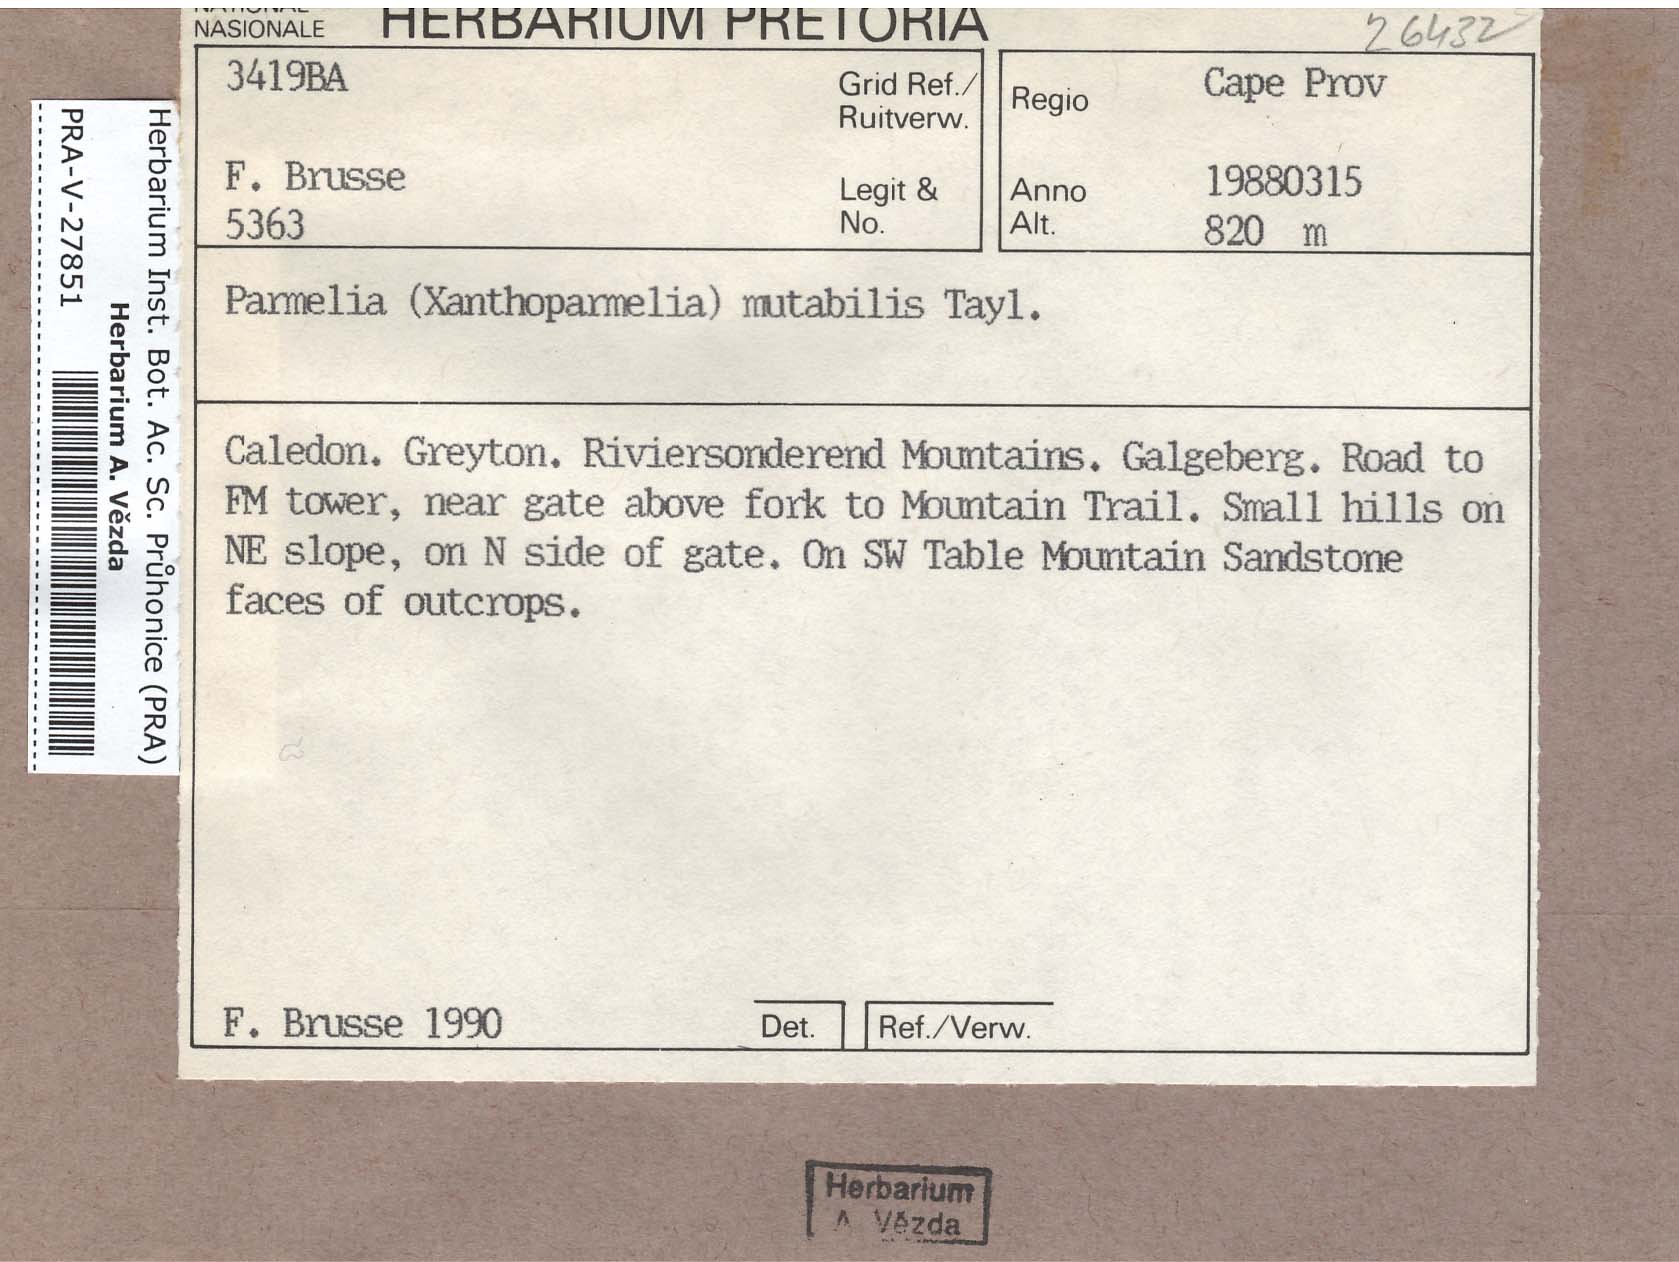 NATIONAL
NASIONALE
HERBARIUM PRETORIA
26432
3419BA
Grid Ref./
Ruitverw.
Regio
Cape Prov
F. Brusse
5363
Legit &
No.
Anno
19880315
Alt.
820 m
Parmelia (Xanthoparmelia) mutabilis Tayl.
Caledon. Greyton. Riviersonderend Mountains. Galgeberg. Road to
FM tower, near gate above fork to Mountain Trail. Small hills on
NE slope, on N side of gate. On SW Table Mountain Sandstone
faces of outcrops.
F. Brusse 1990
Det.
Ref./Verw.
Herbarium Inst. Bot. Ac. Sc. Průhonice (PRA)
Herbarium A. Vězda
PRA-V-27851
Herbarium
A. Vězda